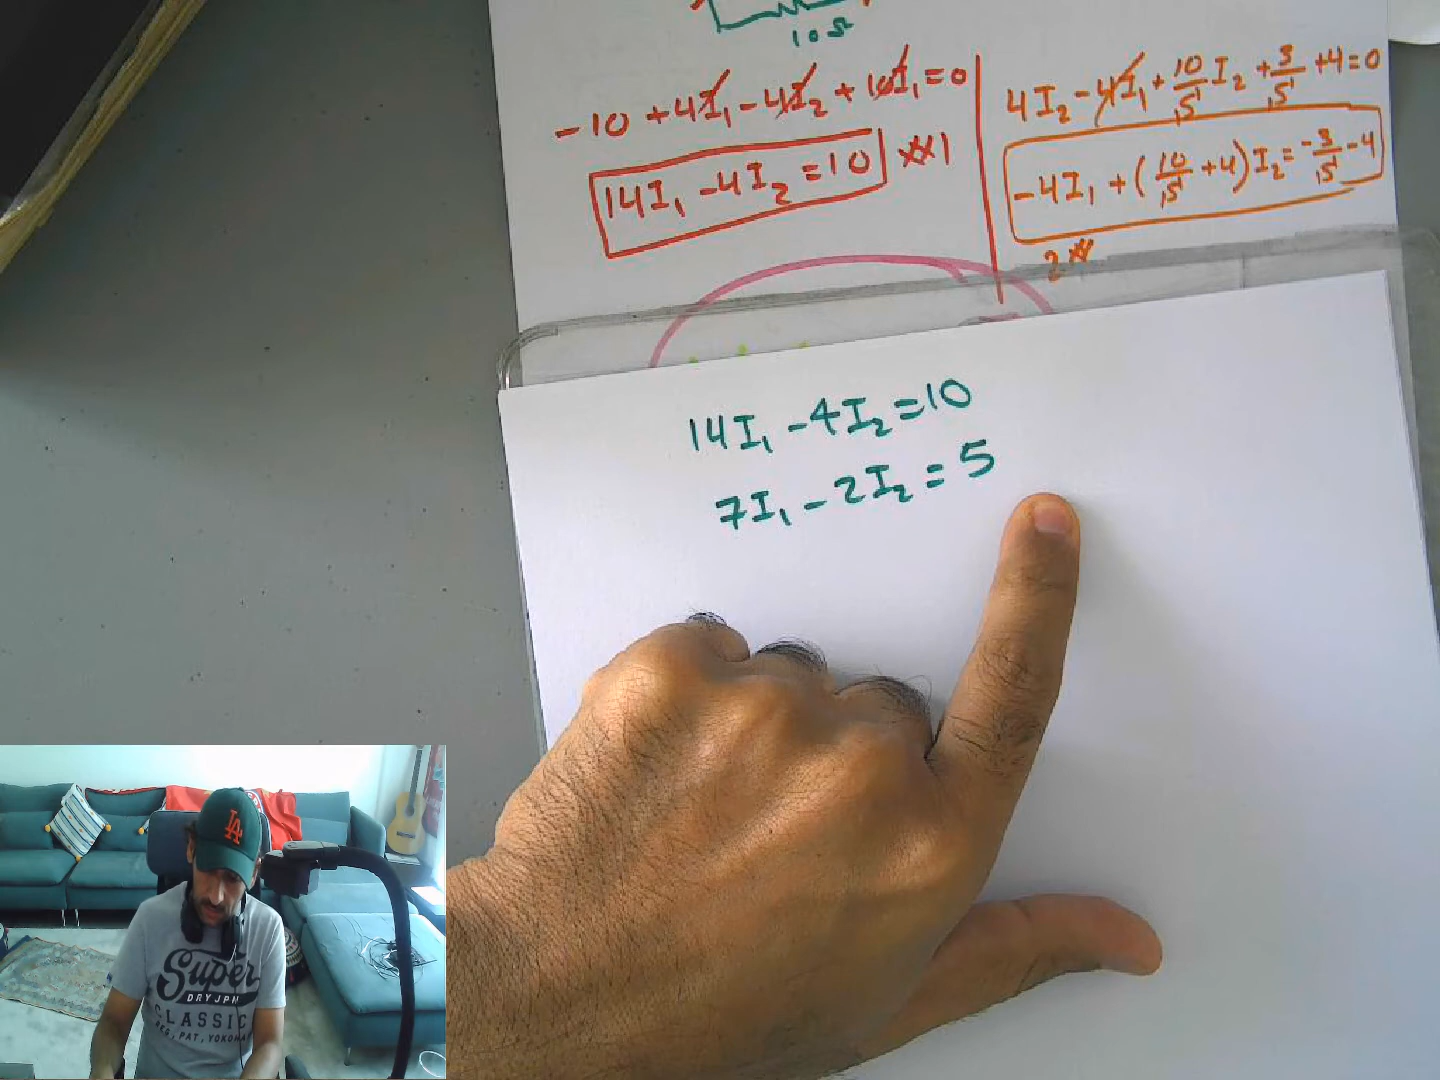 10Ω
-10 + 4I₁ - 4I₂ + 10I₁ = 0
14I₁ - 4I₂ = 10 **1
4I₂ - 4I₁ + 10/s I₂ + 3/s + 4 = 0
-4I₁ + (10/s + 4) I₂ = -3/s - 4
2**
14I₁ - 4I₂ = 10
7I₁ - 2I₂ = 5
LA
Super
DRY JPN
CLASSIC